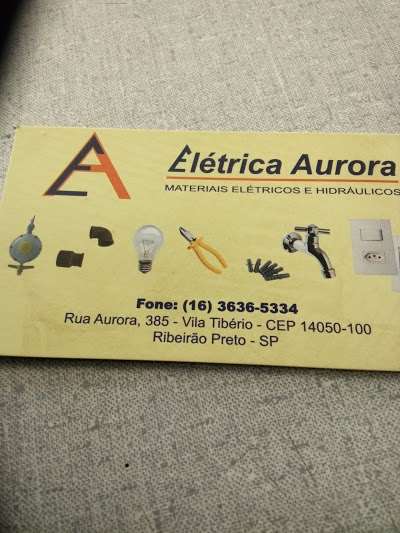 EA
Elétrica Aurora
MATERIAIS ELÉTRICOS E HIDRÁULICOS
Fone: (16) 3636-5334
Rua Aurora, 385 - Vila Tibério - CEP 14050-100
Ribeirão Preto - SP